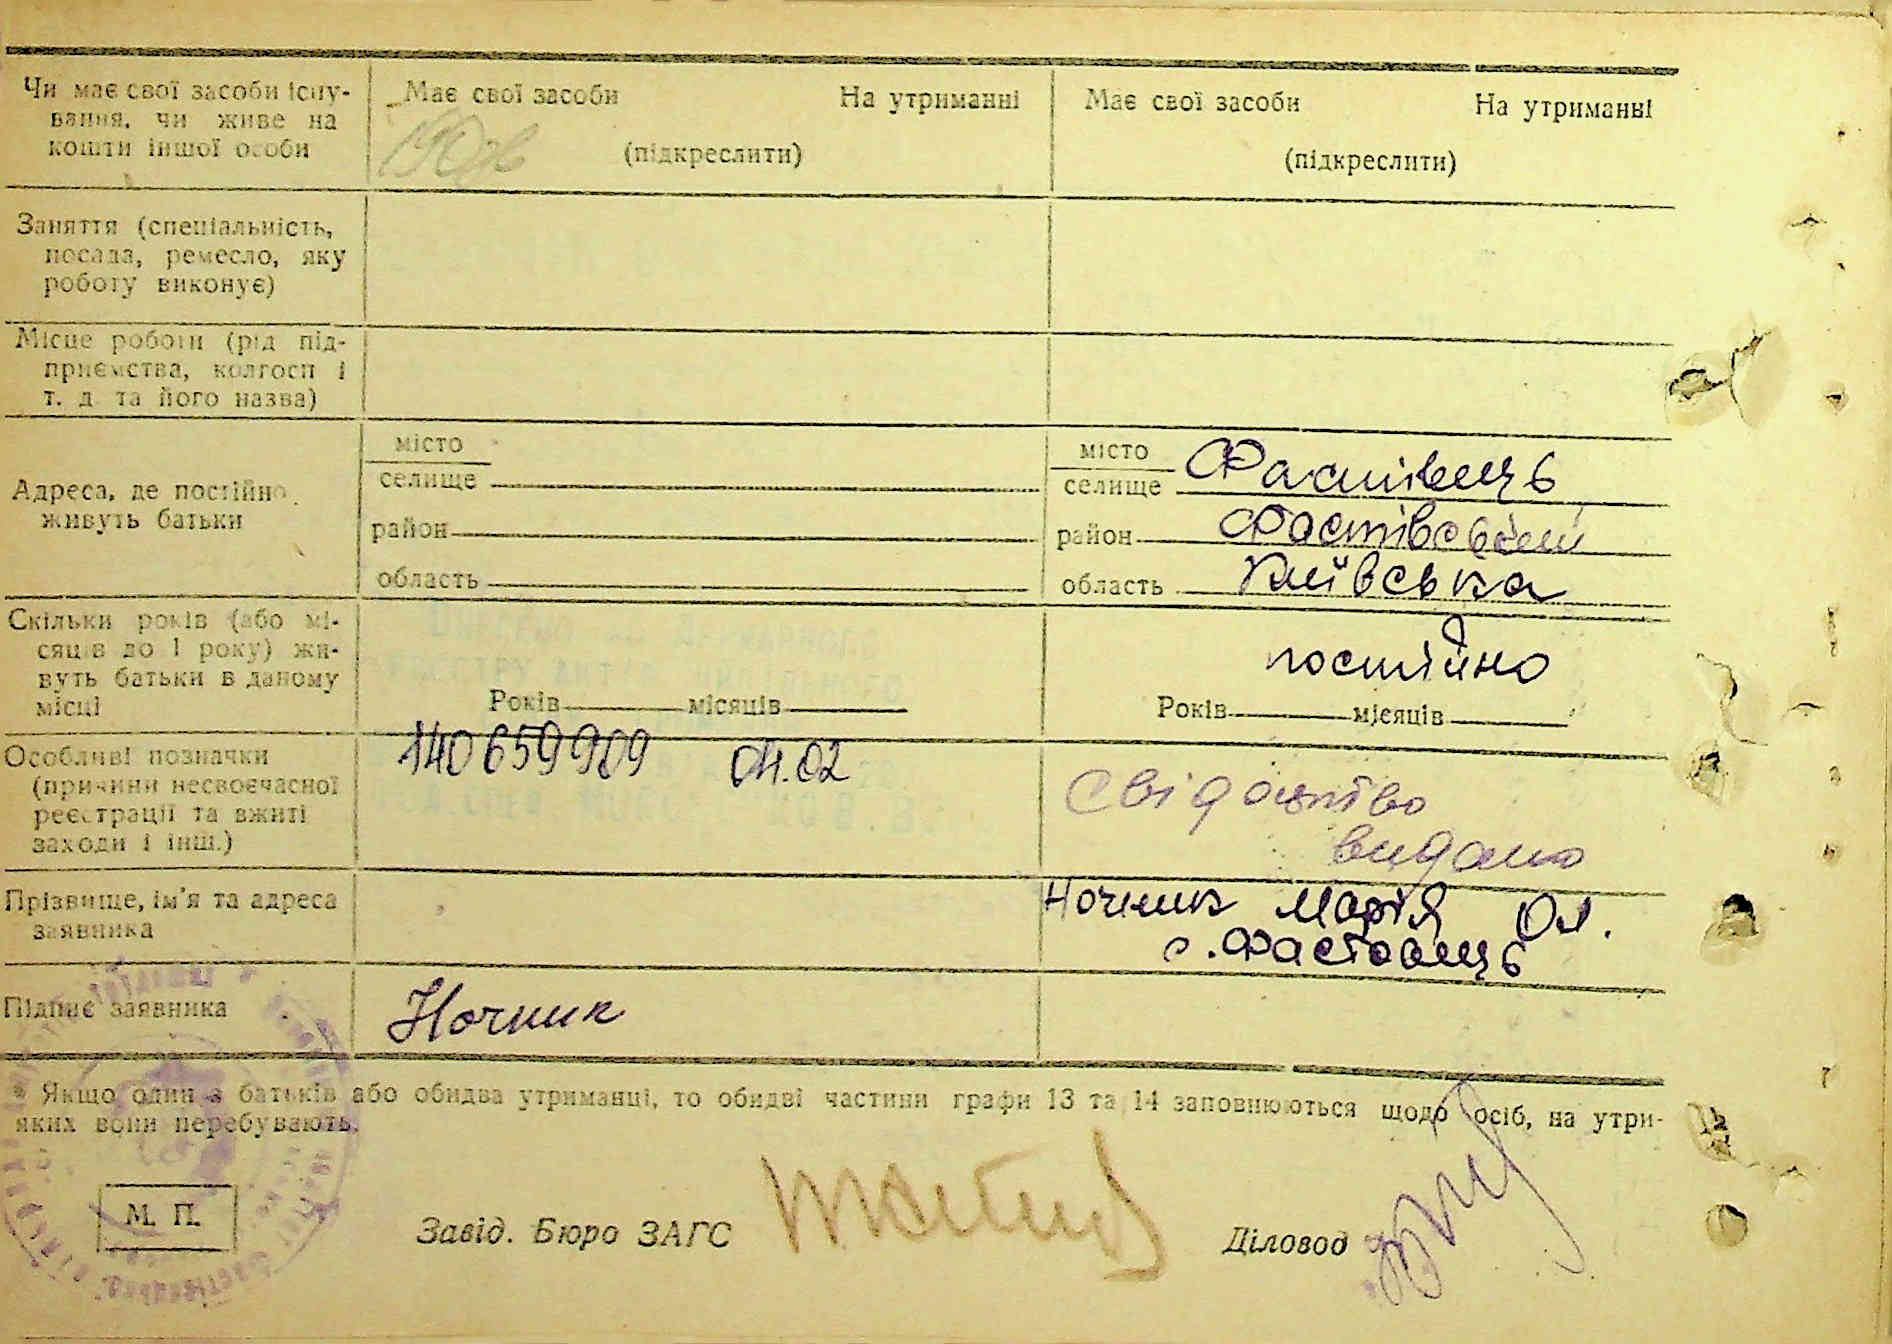 Чи має свої засоби існу-
вання, чи живе на
кошти іншої особи
Має свої засоби На утриманні
(підкреслити)
Має свої засоби На утриманні
(підкреслити)
Заняття (спеціальність,
посада, ремесло, яку
роботу виконує)
Місце роботи (рід під-
приємства, колгосп і
т. д. та його назва)
Адреса, де постійно
живуть батьки
місто
селище
район
область
місто
селище Фастівець
район Фастівський
область Київська
Скільки років (або мі-
сяців до 1 року) жи-
вуть батьки в даному
місці
Років місяців
постійно
Років місяців
Особливі позначки
(причини несвоєчасної
реєстрації та вжиті
заходи і інш.)
140659909 04.02
Свідоцтво
видано
Прізвище, ім'я та адреса
заявника
Ночник Марія Ол.
с. Фастовець
Підпис заявника
Ночник
* Якщо один з батьків або обидва утриманці, то обидві частини графи 13 та 14 заповнюються щодо осіб, на утри-
яких вони перебувають.
М. П.
Завід. Бюро ЗАГС
Діловод